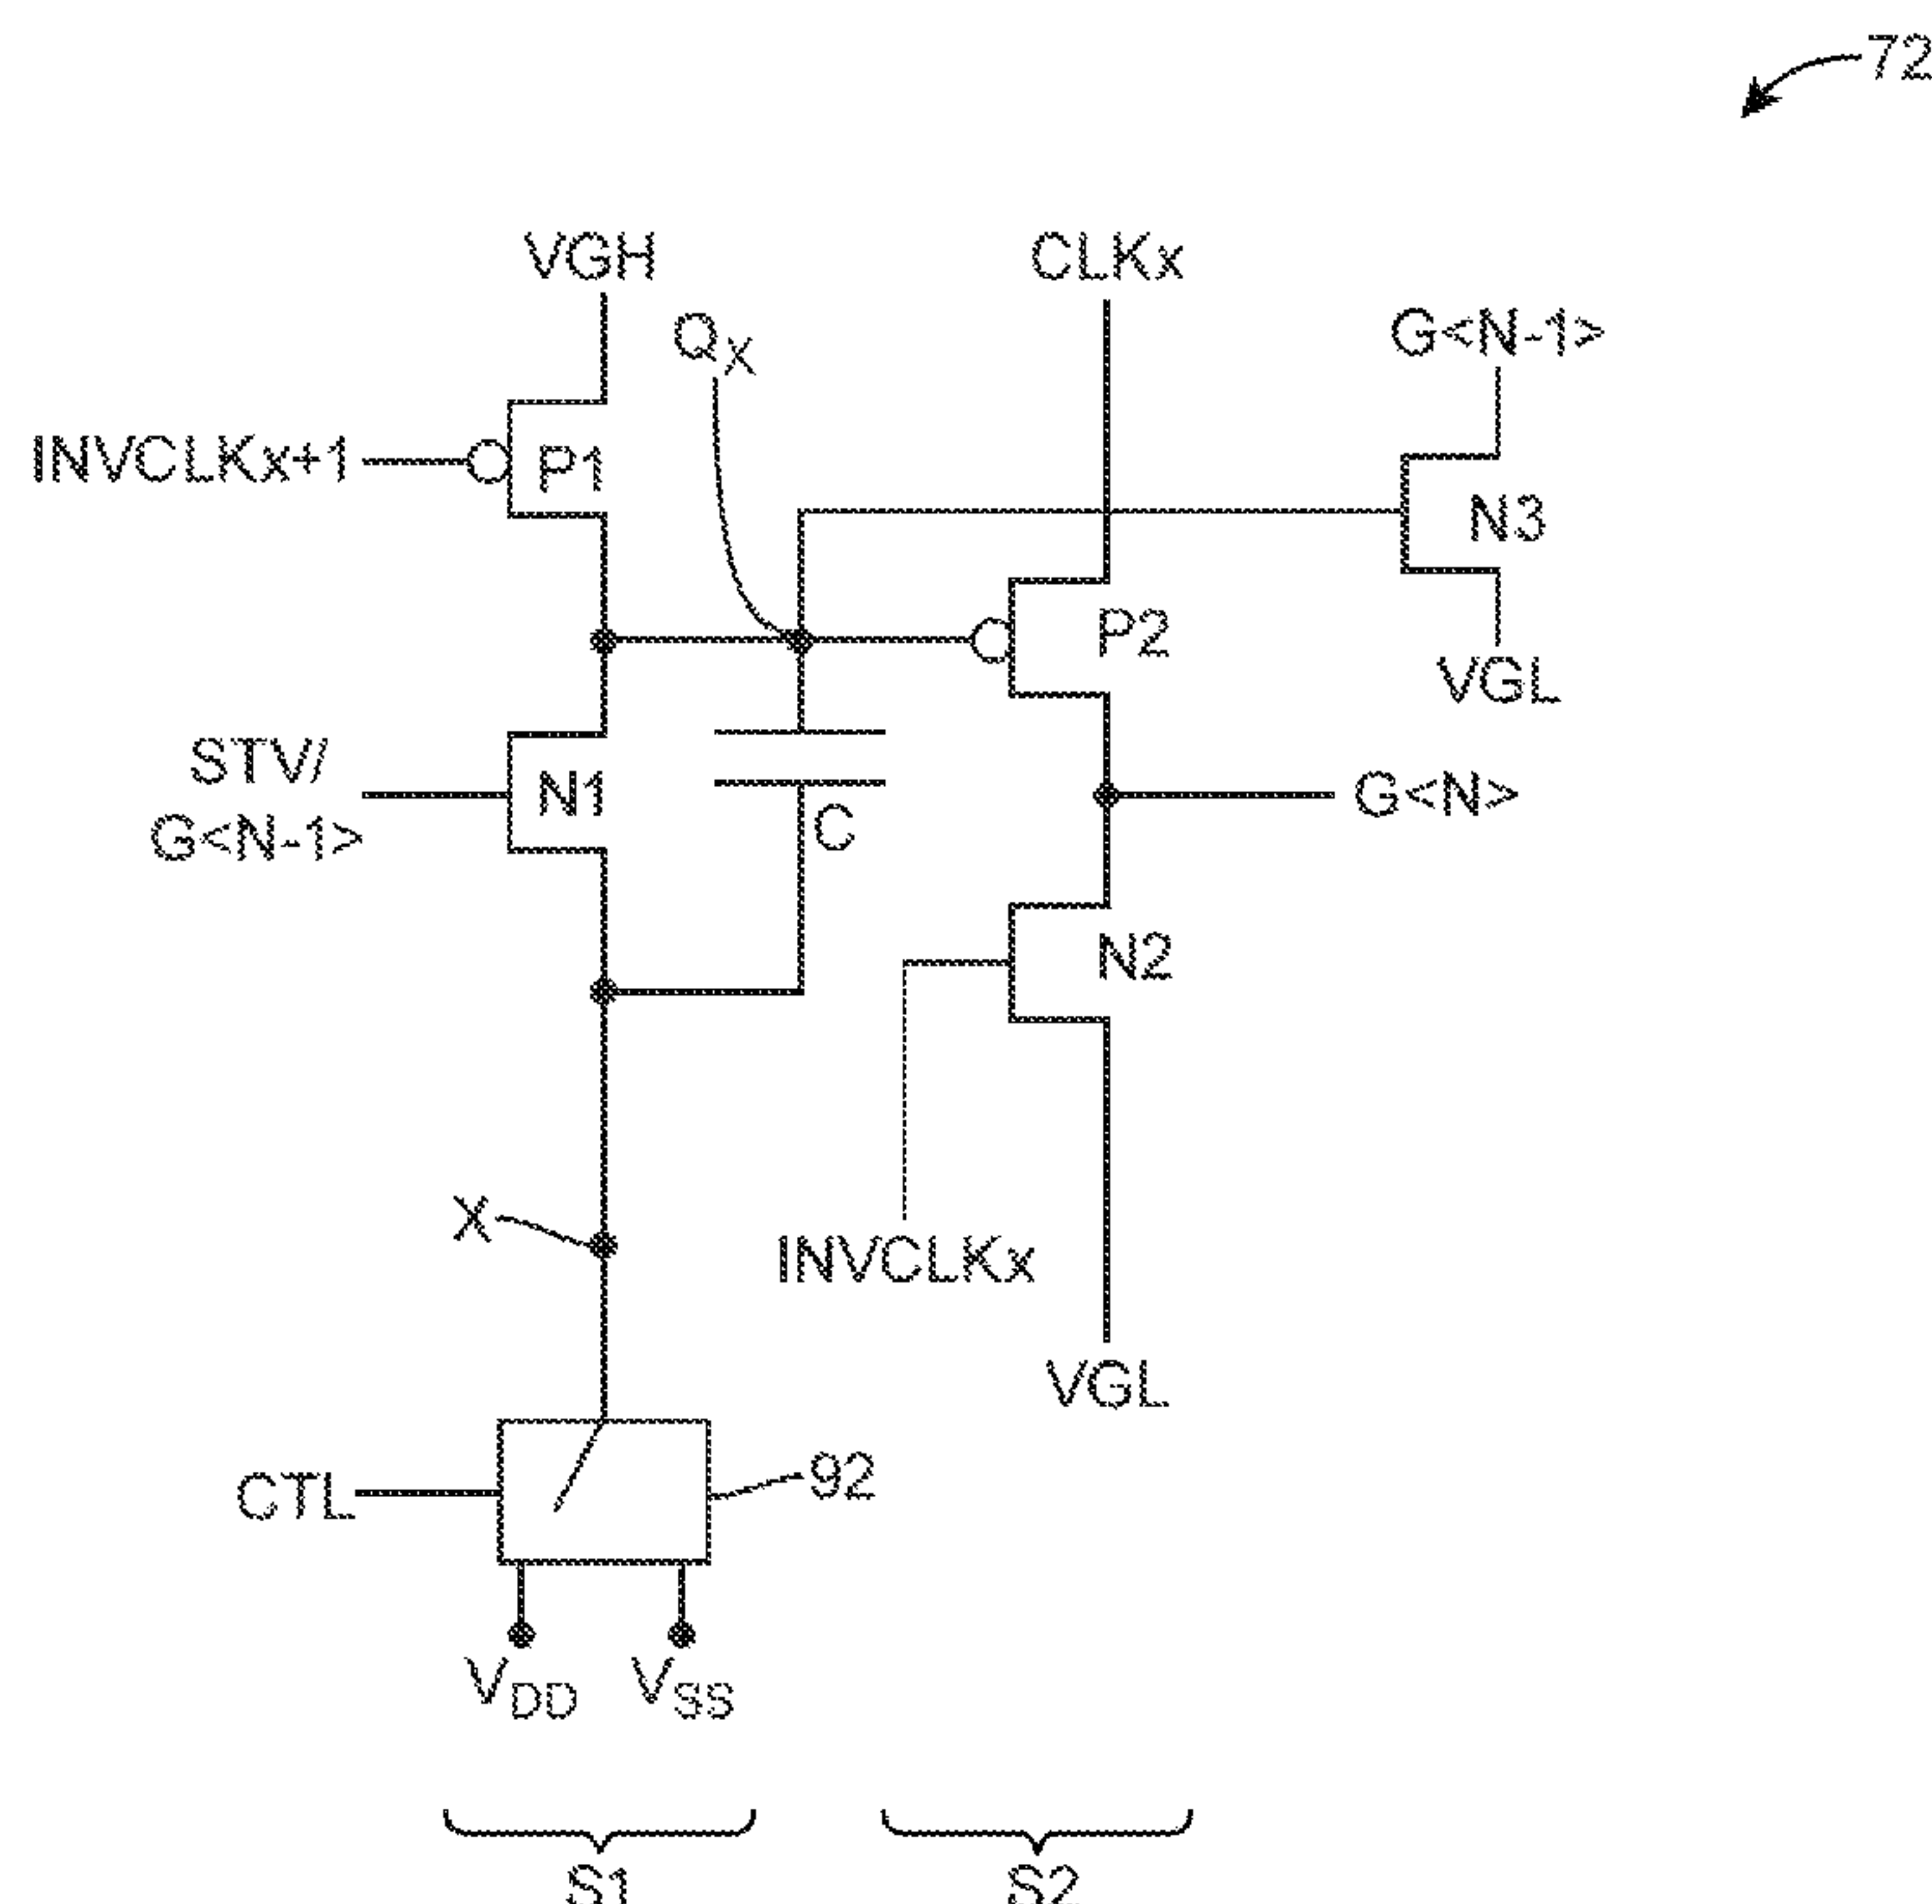 72
VGH
CLKx
QX
G<N-1>
INVCLKx+1
P1
N3
P2
VGL
STV/
G<N-1>
N1
C
G<N>
N2
X
INVCLKx
VGL
CTL
92
VDD
VSS
S1
S2